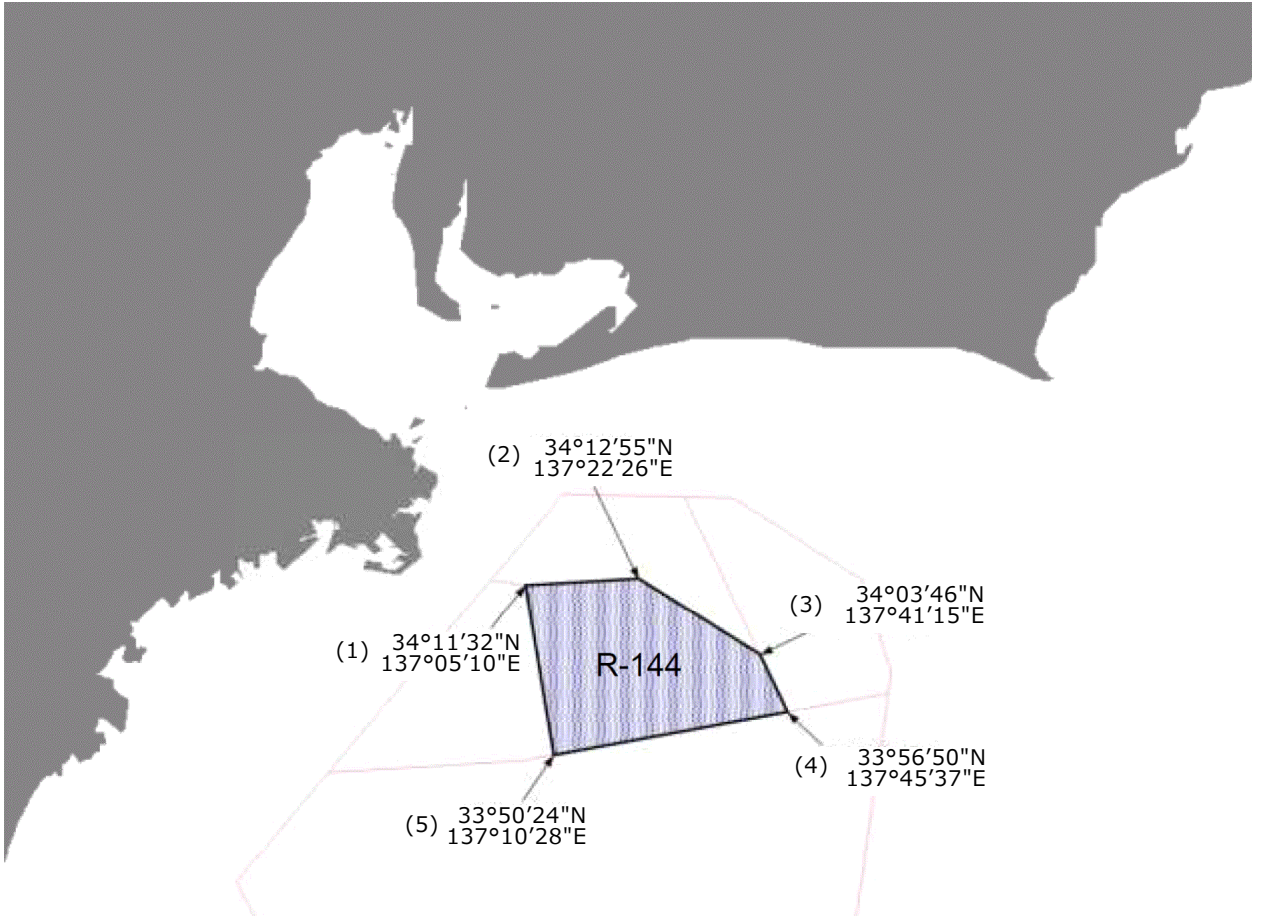 (2) 34°12′55"N
137°22′26"E
(3) 34°03′46"N
137°41′15"E
(1) 34°11′32"N
137°05′10"E
R-144
(4) 33°56′50"N
137°45′37"E
(5) 33°50′24"N
137°10′28"E